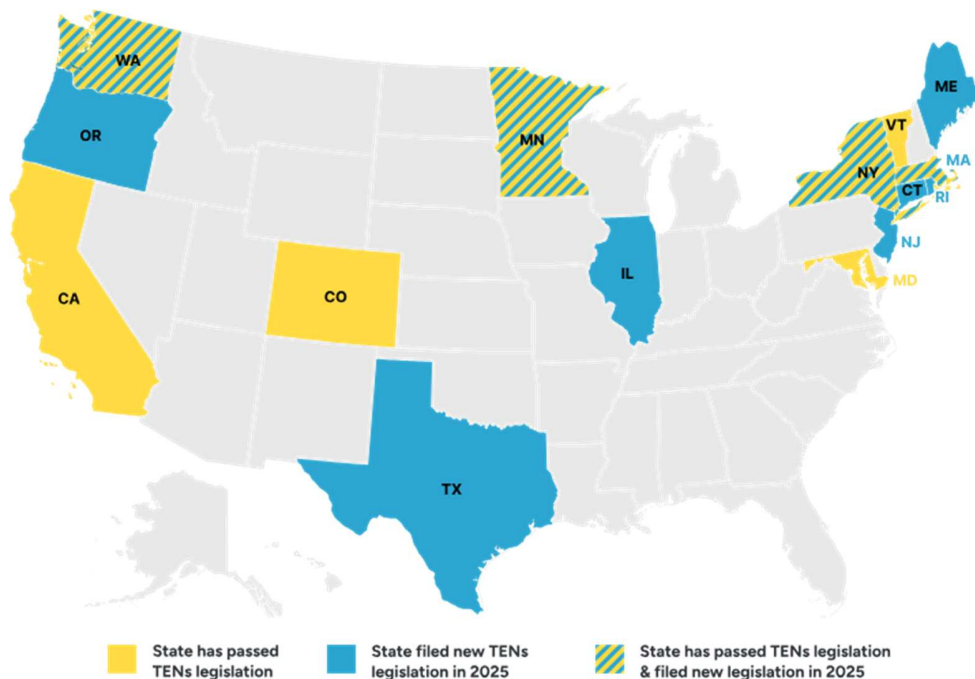 WA
ME
OR
MN
VT
NY
MA
CT
RI
NJ
IL
MD
CA
CO
TX
State has passed
TENs legislation
State filed new TENs
legislation in 2025
State has passed TENs legislation
& filed new legislation in 2025